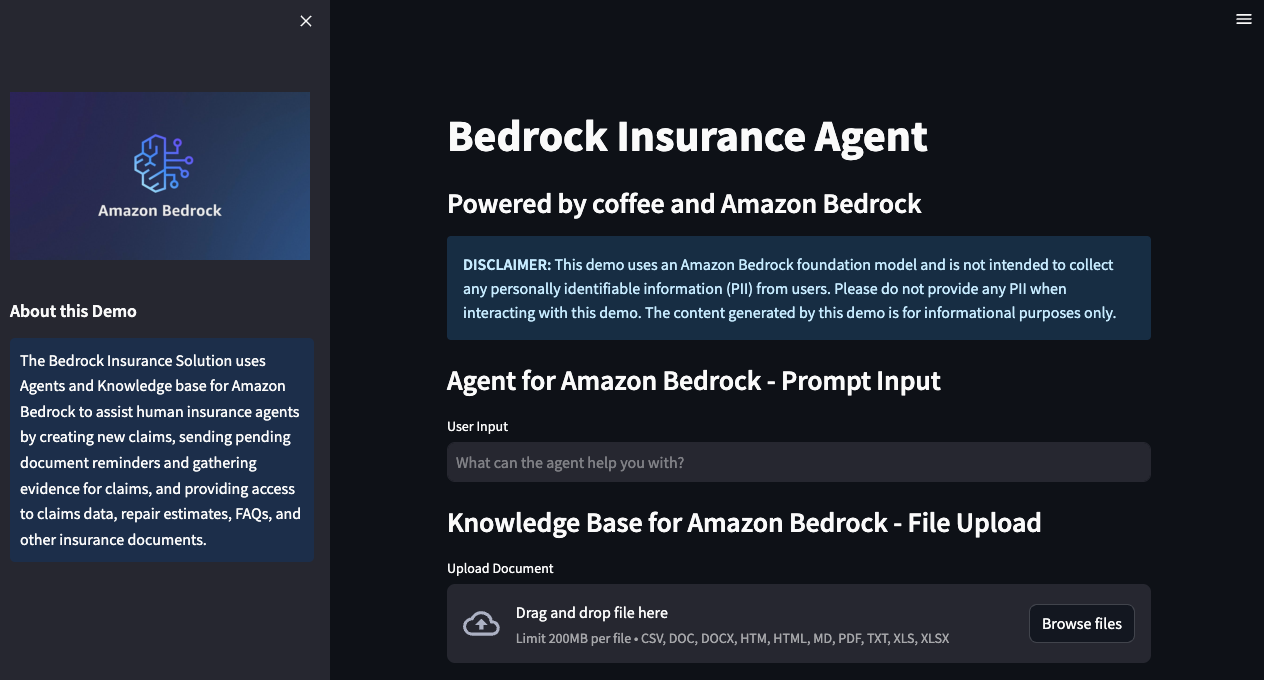 Amazon Bedrock
About this Demo
The Bedrock Insurance Solution uses
Agents and Knowledge base for Amazon
Bedrock to assist human insurance agents
by creating new claims, sending pending
document reminders and gathering
evidence for claims, and providing access
to claims data, repair estimates, FAQs, and
other insurance documents.
Bedrock Insurance Agent
Powered by coffee and Amazon Bedrock
DISCLAIMER: This demo uses an Amazon Bedrock foundation model and is not intended to collect
any personally identifiable information (PII) from users. Please do not provide any PII when
interacting with this demo. The content generated by this demo is for informational purposes only.
Agent for Amazon Bedrock - Prompt Input
User Input
What can the agent help you with?
Knowledge Base for Amazon Bedrock - File Upload
Upload Document
Drag and drop file here
Limit 200MB per file • CSV, DOC, DOCX, HTM, HTML, MD, PDF, TXT, XLS, XLSX
Browse files